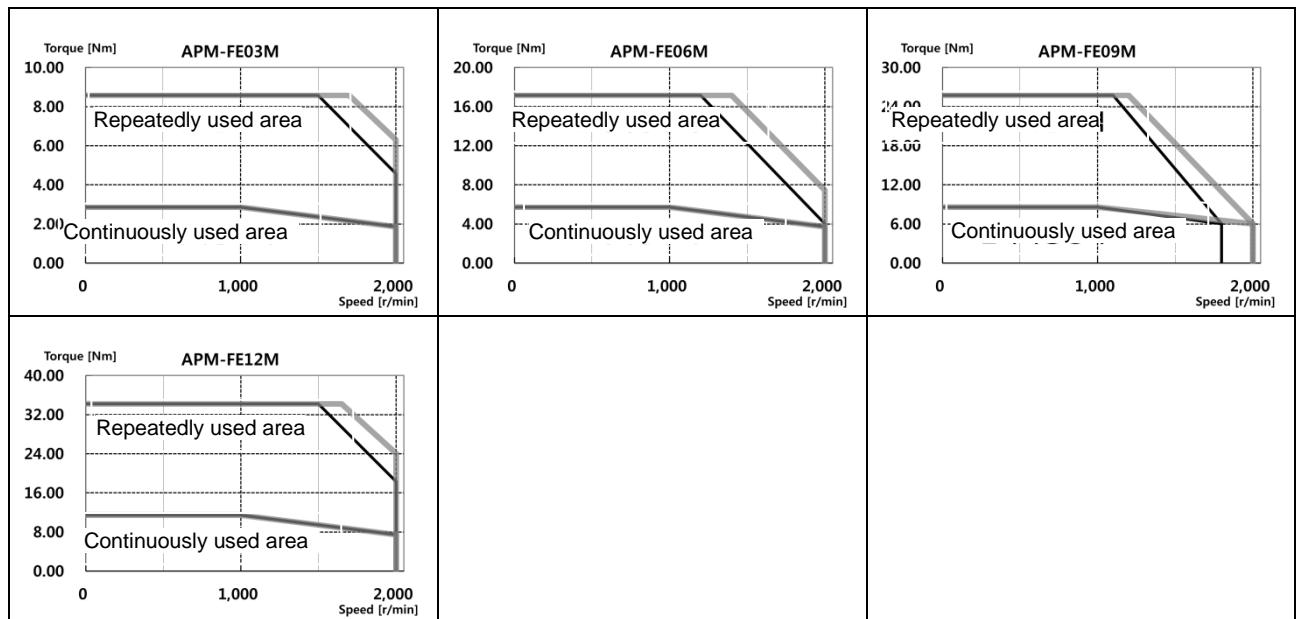 Torque [Nm] APM-FE03M
10.00
8.00
Repeatedly used area
6.00
4.00
2.00
Continuously used area
0.00
0 1,000 2,000
Speed [r/min]
Torque [Nm] APM-FE06M
20.00
16.00
Repeatedly used area
12.00
8.00
4.00
Continuously used area
0.00
0 1,000 2,000
Speed [r/min]
Torque [Nm] APM-FE09M
30.00
24.00
Repeatedly used area
18.00
12.00
6.00
Continuously used area
0.00
0 1,000 2,000
Speed [r/min]
Torque [Nm] APM-FE12M
40.00
32.00
Repeatedly used area
24.00
16.00
8.00
Continuously used area
0.00
0 1,000 2,000
Speed [r/min]